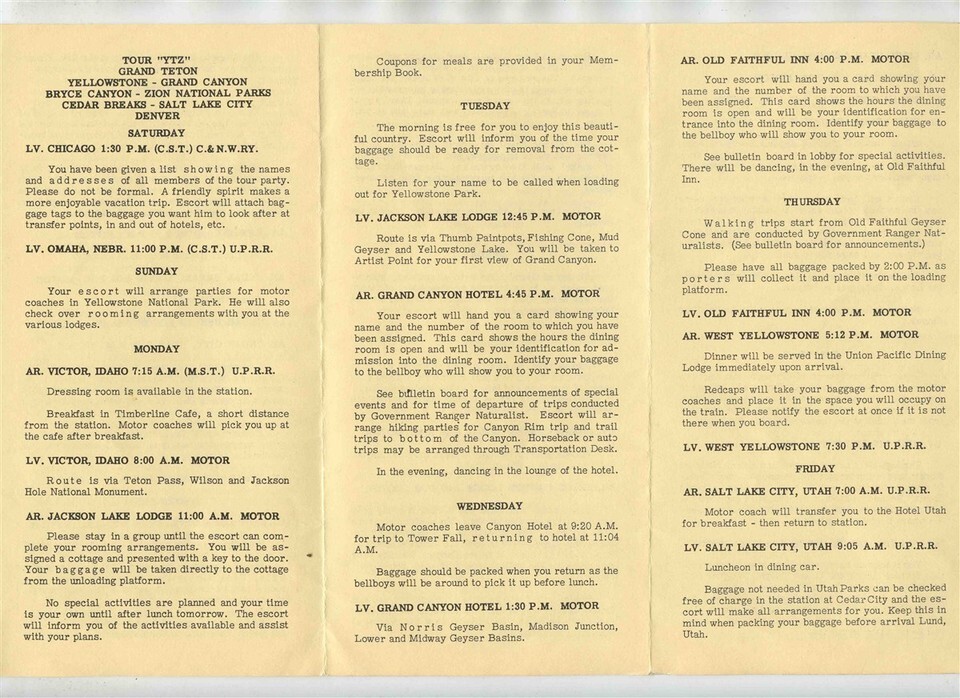 TOUR "YTZ"
GRAND TETON
YELLOWSTONE - GRAND CANYON
BRYCE CANYON - ZION NATIONAL PARKS
CEDAR BREAKS - SALT LAKE CITY
DENVER
SATURDAY
LV. CHICAGO 1:30 P.M. (C.S.T.) C.& N.W.RY.
You have been given a list showing the names
and addresses of all members of the tour party.
Please do not be formal. A friendly spirit makes a
more enjoyable vacation trip. Escort will attach bag-
gage tags to the baggage you want him to look after at
transfer points, in and out of hotels, etc.
LV. OMAHA, NEBR. 11:00 P.M. (C.S.T.) U.P.R.R.
SUNDAY
Your escort will arrange parties for motor
coaches in Yellowstone National Park. He will also
check over rooming arrangements with you at the
various lodges.
MONDAY
AR. VICTOR, IDAHO 7:15 A.M. (M.S.T.) U.P.R.R.
Dressing room is available in the station.
Breakfast in Timberline Cafe, a short distance
from the station. Motor coaches will pick you up at
the cafe after breakfast.
LV. VICTOR, IDAHO 8:00 A.M. MOTOR
Route is via Teton Pass, Wilson and Jackson
Hole National Monument.
AR. JACKSON LAKE LODGE 11:00 A.M. MOTOR
Please stay in a group until the escort can com-
plete your rooming arrangements. You will be as-
signed a cottage and presented with a key to the door.
Your baggage will be taken directly to the cottage
from the unloading platform.
No special activities are planned and your time
is your own until after lunch tomorrow. The escort
will inform you of the activities available and assist
with your plans.
Coupons for meals are provided in your Mem-
bership Book.
TUESDAY
The morning is free for you to enjoy this beauti-
ful country. Escort will inform you of the time your
baggage should be ready for removal from the cot-
tage.
Listen for your name to be called when loading
out for Yellowstone Park.
LV. JACKSON LAKE LODGE 12:45 P.M. MOTOR
Route is via Thumb Paintpots, Fishing Cone, Mud
Geyser and Yellowstone Lake. You will be taken to
Artist Point for your first view of Grand Canyon.
AR. GRAND CANYON HOTEL 4:45 P.M. MOTOR
Your escort will hand you a card showing your
name and the number of the room to which you have
been assigned. This card shows the hours the dining
room is open and will be your identification for ad-
mission into the dining room. Identify your baggage
to the bellboy who will show you to your room.
See bulletin board for announcements of special
events and for time of departure of trips conducted
by Government Ranger Naturalist. Escort will ar-
range hiking parties for Canyon Rim trip and trail
trips to bottom of the Canyon. Horseback or auto
trips may be arranged through Transportation Desk.
In the evening, dancing in the lounge of the hotel.
WEDNESDAY
Motor coaches leave Canyon Hotel at 9:20 A.M.
for trip to Tower Fall, returning to hotel at 11:04
A.M.
Baggage should be packed when you return as the
bellboys will be around to pick it up before lunch.
LV. GRAND CANYON HOTEL 1:30 P.M. MOTOR
Via Norris Geyser Basin, Madison Junction,
Lower and Midway Geyser Basins.
AR. OLD FAITHFUL INN 4:00 P.M. MOTOR
Your escort will hand you a card showing your
name and the number of the room to which you have
been assigned. This card shows the hours the dining
room is open and will be your identification for en-
trance into the dining room. Identify your baggage to
the bellboy who will show you to your room.
See bulletin board in lobby for special activities.
There will be dancing, in the evening, at Old Faithful
Inn.
THURSDAY
Walking trips start from Old Faithful Geyser
Cone and are conducted by Government Ranger Nat-
uralists. (See bulletin board for announcements.)
Please have all baggage packed by 2:00 P.M. as
porters will collect it and place it on the loading
platform.
LV. OLD FAITHFUL INN 4:00 P.M. MOTOR
AR. WEST YELLOWSTONE 5:12 P.M. MOTOR
Dinner will be served in the Union Pacific Dining
Lodge immediately upon arrival.
Redcaps will take your baggage from the motor
coaches and place it in the space you will occupy on
the train. Please notify the escort at once if it is not
there when you board.
LV. WEST YELLOWSTONE 7:30 P.M. U.P.R.R.
FRIDAY
AR. SALT LAKE CITY, UTAH 7:00 A.M. U.P.R.R.
Motor coach will transfer you to the Hotel Utah
for breakfast - then return to station.
LV. SALT LAKE CITY, UTAH 9:05 A.M. U.P.R.R.
Luncheon in dining car.
Baggage not needed in Utah Parks can be checked
free of charge in the station at Cedar City and the es-
cort will make all arrangements for you. Keep this in
mind when packing your baggage before arrival Lund,
Utah.